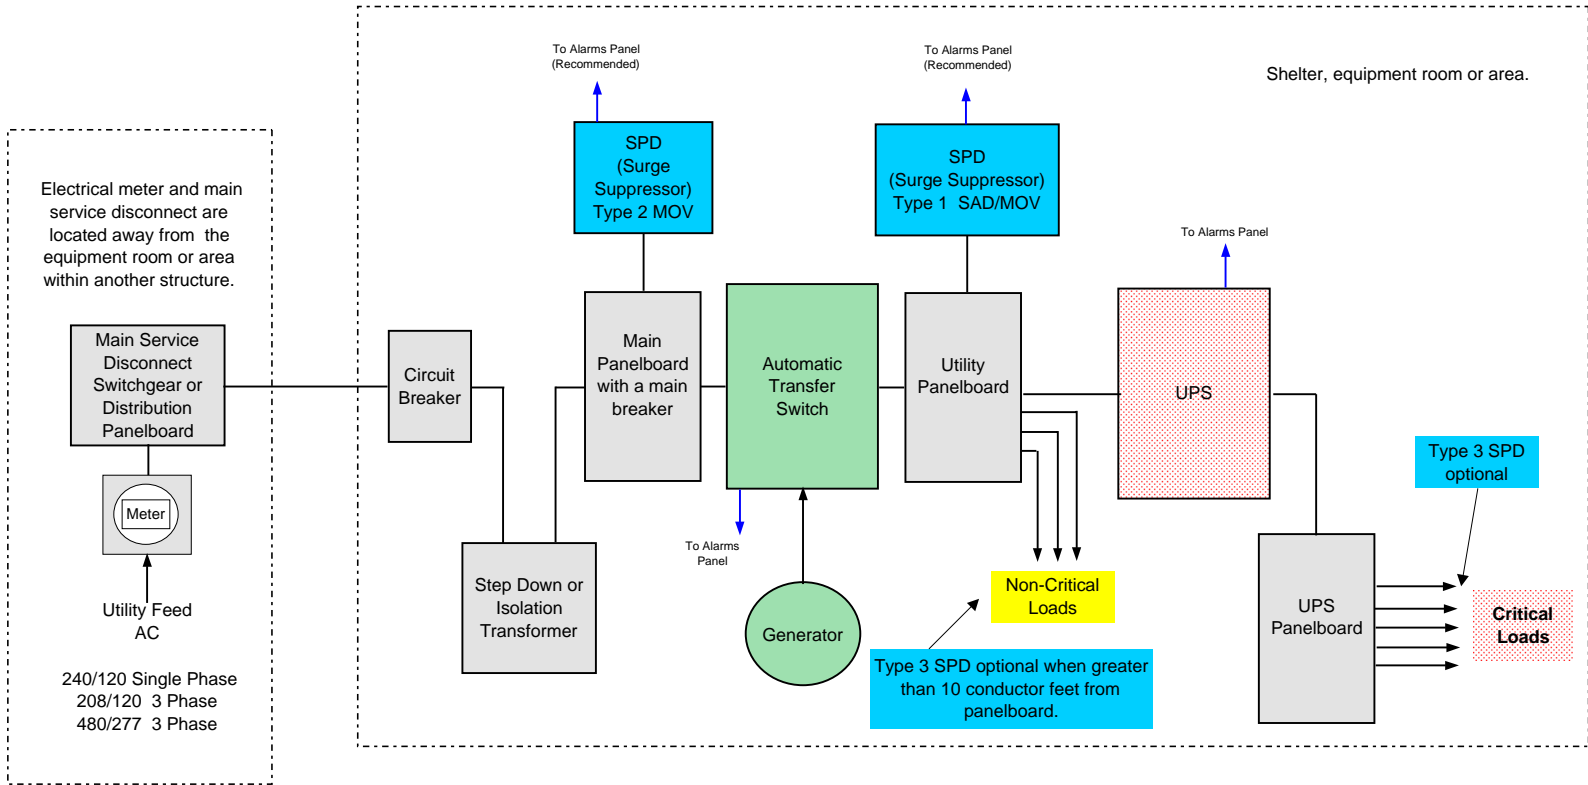 To Alarms Panel
(Recommended)
To Alarms Panel
(Recommended)
Shelter, equipment room or area.
SPD
(Surge
Suppressor)
Type 2 MOV
SPD
(Surge Suppressor)
Type 1  SAD/MOV
Electrical meter and main
service disconnect are
located away from  the
equipment room or area
within another structure.
To Alarms Panel
Main Service
Disconnect
Switchgear or
Distribution
Panelboard
Circuit
Breaker
Main
Panelboard
with a main
breaker
Automatic
Transfer
Switch
Utility
Panelboard
UPS
Type 3 SPD
optional
Meter
To Alarms
Panel
Step Down or
Isolation
Transformer
Non-Critical
Loads
Utility Feed
AC
Generator
UPS
Panelboard
Critical
Loads
240/120 Single Phase
208/120  3 Phase
480/277  3 Phase
Type 3 SPD optional when greater
than 10 conductor feet from
panelboard.